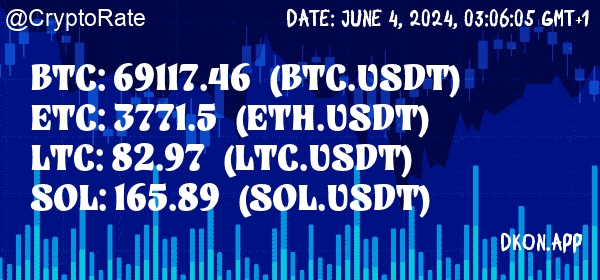 @CryptoRate
DATE: JUNE 4, 2024, 03:06:05 GMT+1
BTC: 69117.46 (BTC.USDT)
ETC: 3771.5 (ETH.USDT)
LTC: 82.97 (LTC.USDT)
SOL: 165.89 (SOL.USDT)
DKON.APP